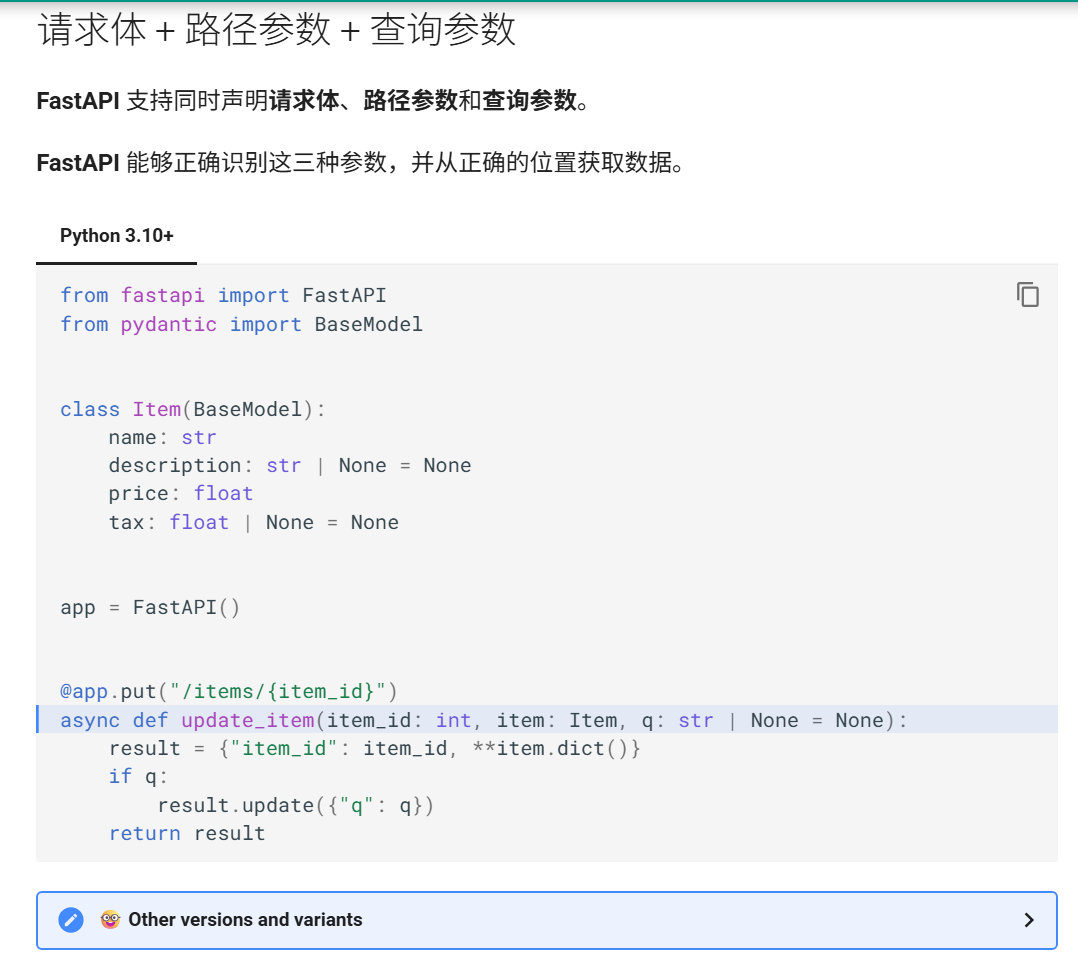 请求体 + 路径参数 + 查询参数
FastAPI 支持同时声明请求体、路径参数和查询参数。
FastAPI 能够正确识别这三种参数，并从正确的位置获取数据。
Python 3.10+
from fastapi import FastAPI
from pydantic import BaseModel
class Item(BaseModel):
    name: str
    description: str | None = None
    price: float
    tax: float | None = None
app = FastAPI()
@app.put("/items/{item_id}")
async def update_item(item_id: int, item: Item, q: str | None = None):
    result = {"item_id": item_id, **item.dict()}
    if q:
        result.update({"q": q})
    return result
🤓 Other versions and variants